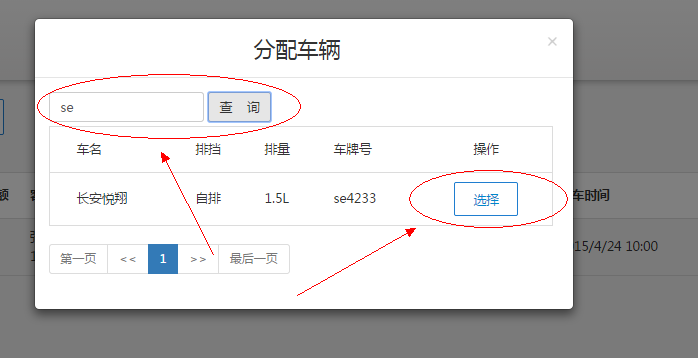 分配车辆 ×
se 查 询
车名 排挡 排量 车牌号 操作
长安悦翔 自排 1.5L se4233 选择
第一页 << 1 >> 最后一页
车时间
15/4/24 10:00